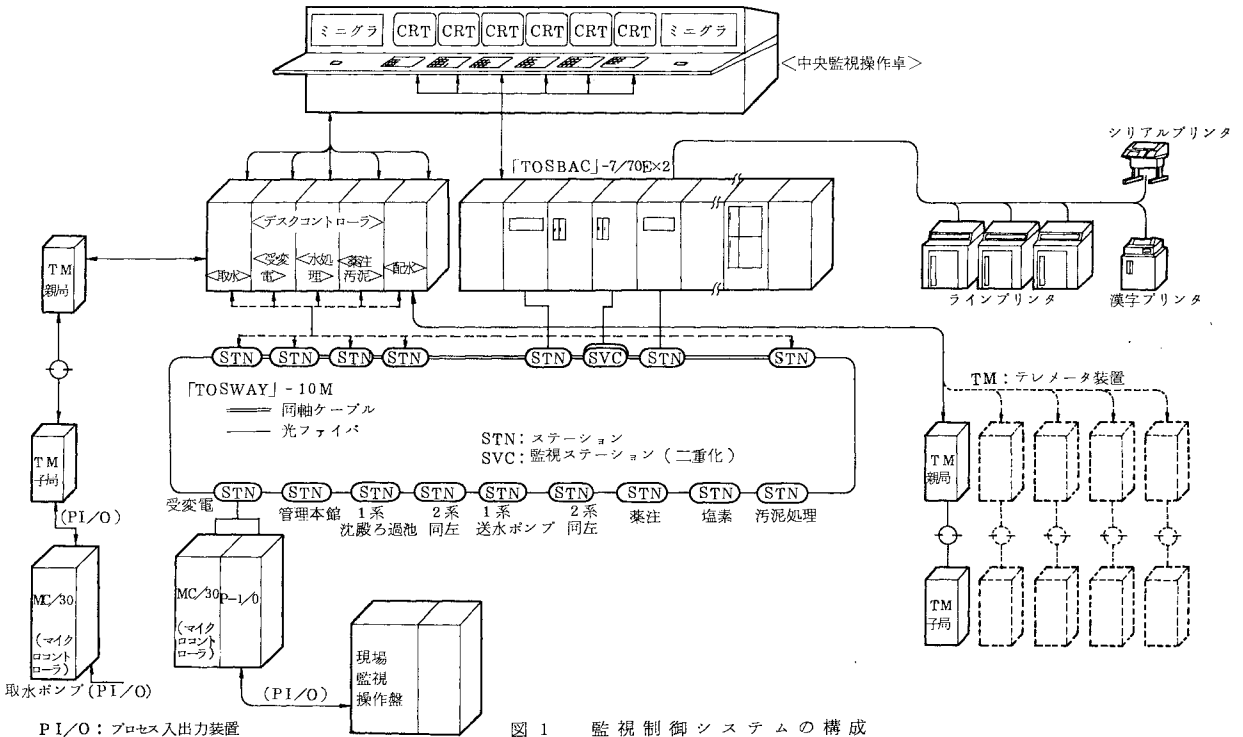 ミニグラ CRT CRT CRT CRT CRT CRT ミニグラ
<中央監視操作卓>
シリアルプリンタ
「TOSBAC」-7/70E×2
<デスクコントローラ>
<取水>
<受変
電>
<水処
理>
<薬注
汚泥>
<配水>
TM
親局
ラインプリンタ
漢字プリンタ
STN STN STN STN STN SVC STN STN
「TOSWAY」-10M
同軸ケーブル
光ファイバ
STN:ステーション
SVC:監視ステーション(二重化)
TM:テレメータ装置
TM
子局
(PI/O)
TM
親局
STN STN STN STN STN STN STN STN STN
受変電
管理本館
1系
沈殿ろ過池
2系
同左
1系
送水ポンプ
2系
同左
薬注
塩素
汚泥処理
MC/30
(マイク
ロコント
ローラ)
MC/30
(マイク
ロコント
ローラ)
P-I/O
TM
子局
現場
監視
操作盤
取水ポンプ(PI/O)
(PI/O)
PI/O:プロセス入出力装置
図1 監視制御システムの構成